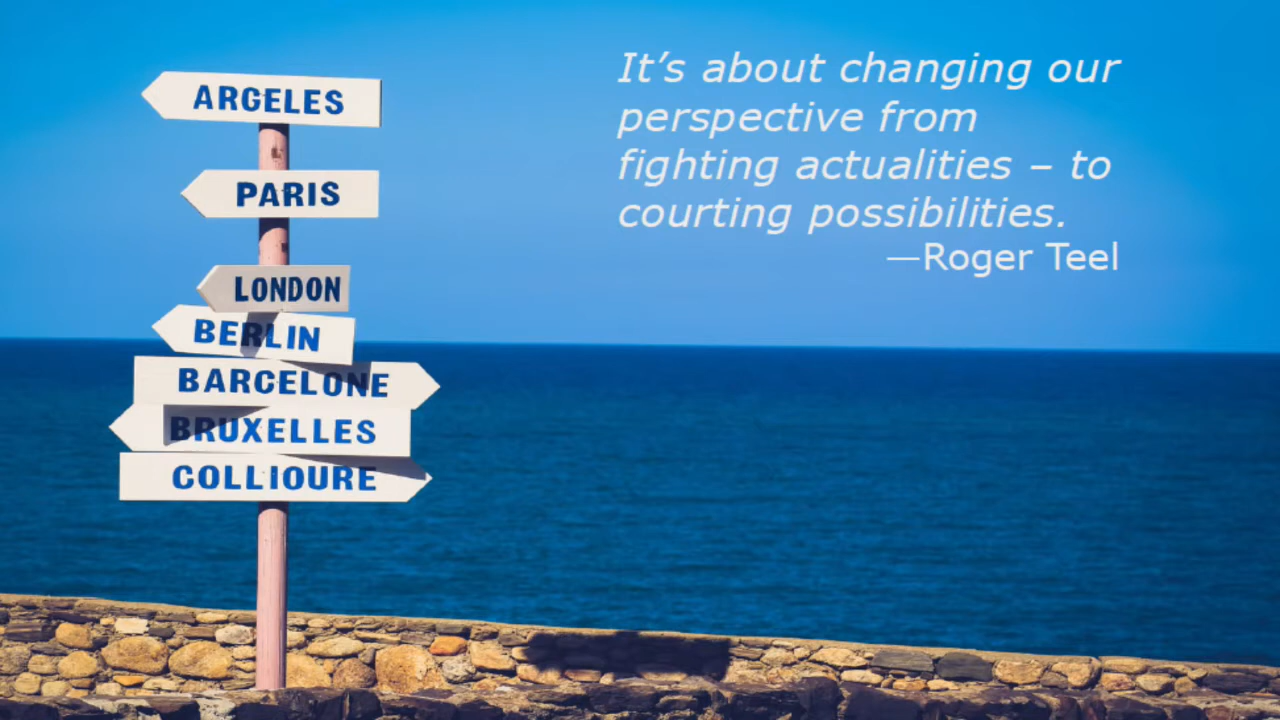 ARGELES
PARIS
LONDON
BERLIN
BARCELONE
BRUXELLES
COLLIOURE
It’s about changing our
perspective from
fighting actualities – to
courting possibilities.
—Roger Teel